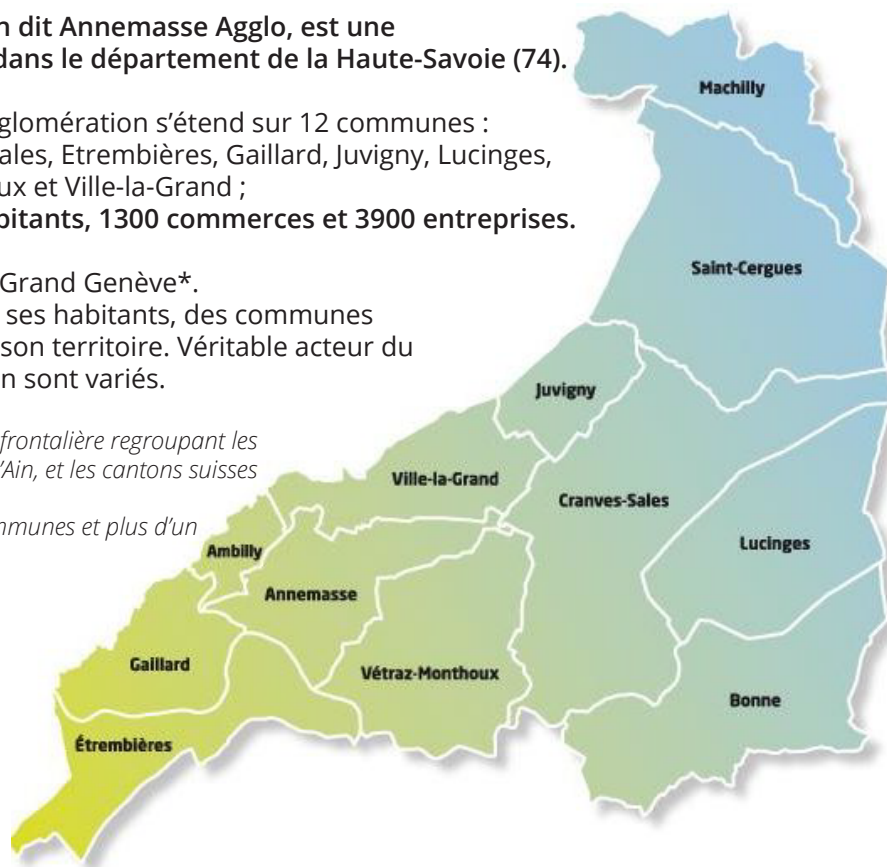 n dit Annemasse Agglo, est une
dans le département de la Haute-Savoie (74).
glomération s’étend sur 12 communes :
ales, Etrembières, Gaillard, Juvigny, Lucinges,
ux et Ville-la-Grand ;
bitants, 1300 commerces et 3900 entreprises.
Grand Genève*.
ses habitants, des communes
son territoire. Véritable acteur du
n sont variés.
frontalière regroupant les
’Ain, et les cantons suisses
mmunes et plus d’un
Machilly
Saint-Cergues
Juvigny
Ville-la-Grand
Cranves-Sales
Lucinges
Ambilly
Annemasse
Gaillard
Vétraz-Monthoux
Bonne
Étrembières